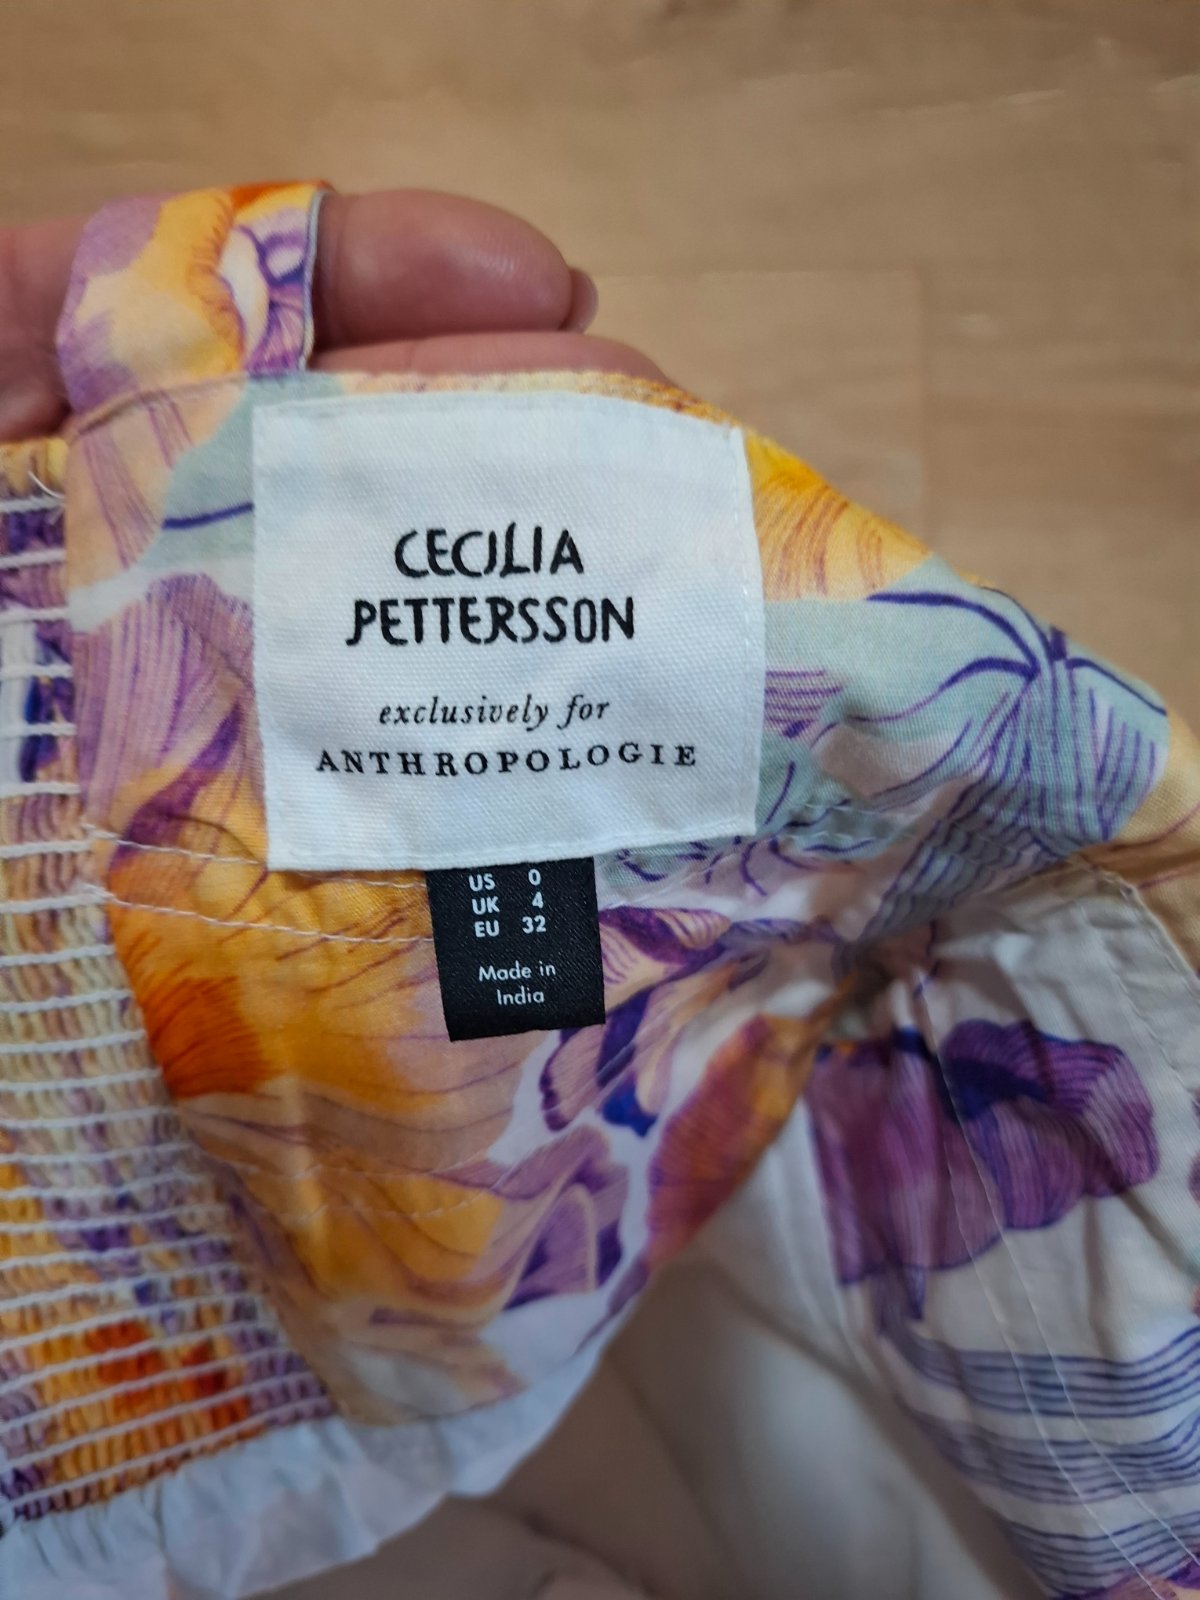 CECILIA
PETTERSSON
exclusively for
ANTHROPOLOGIE
US 0
UK 4
EU 32
Made in
India